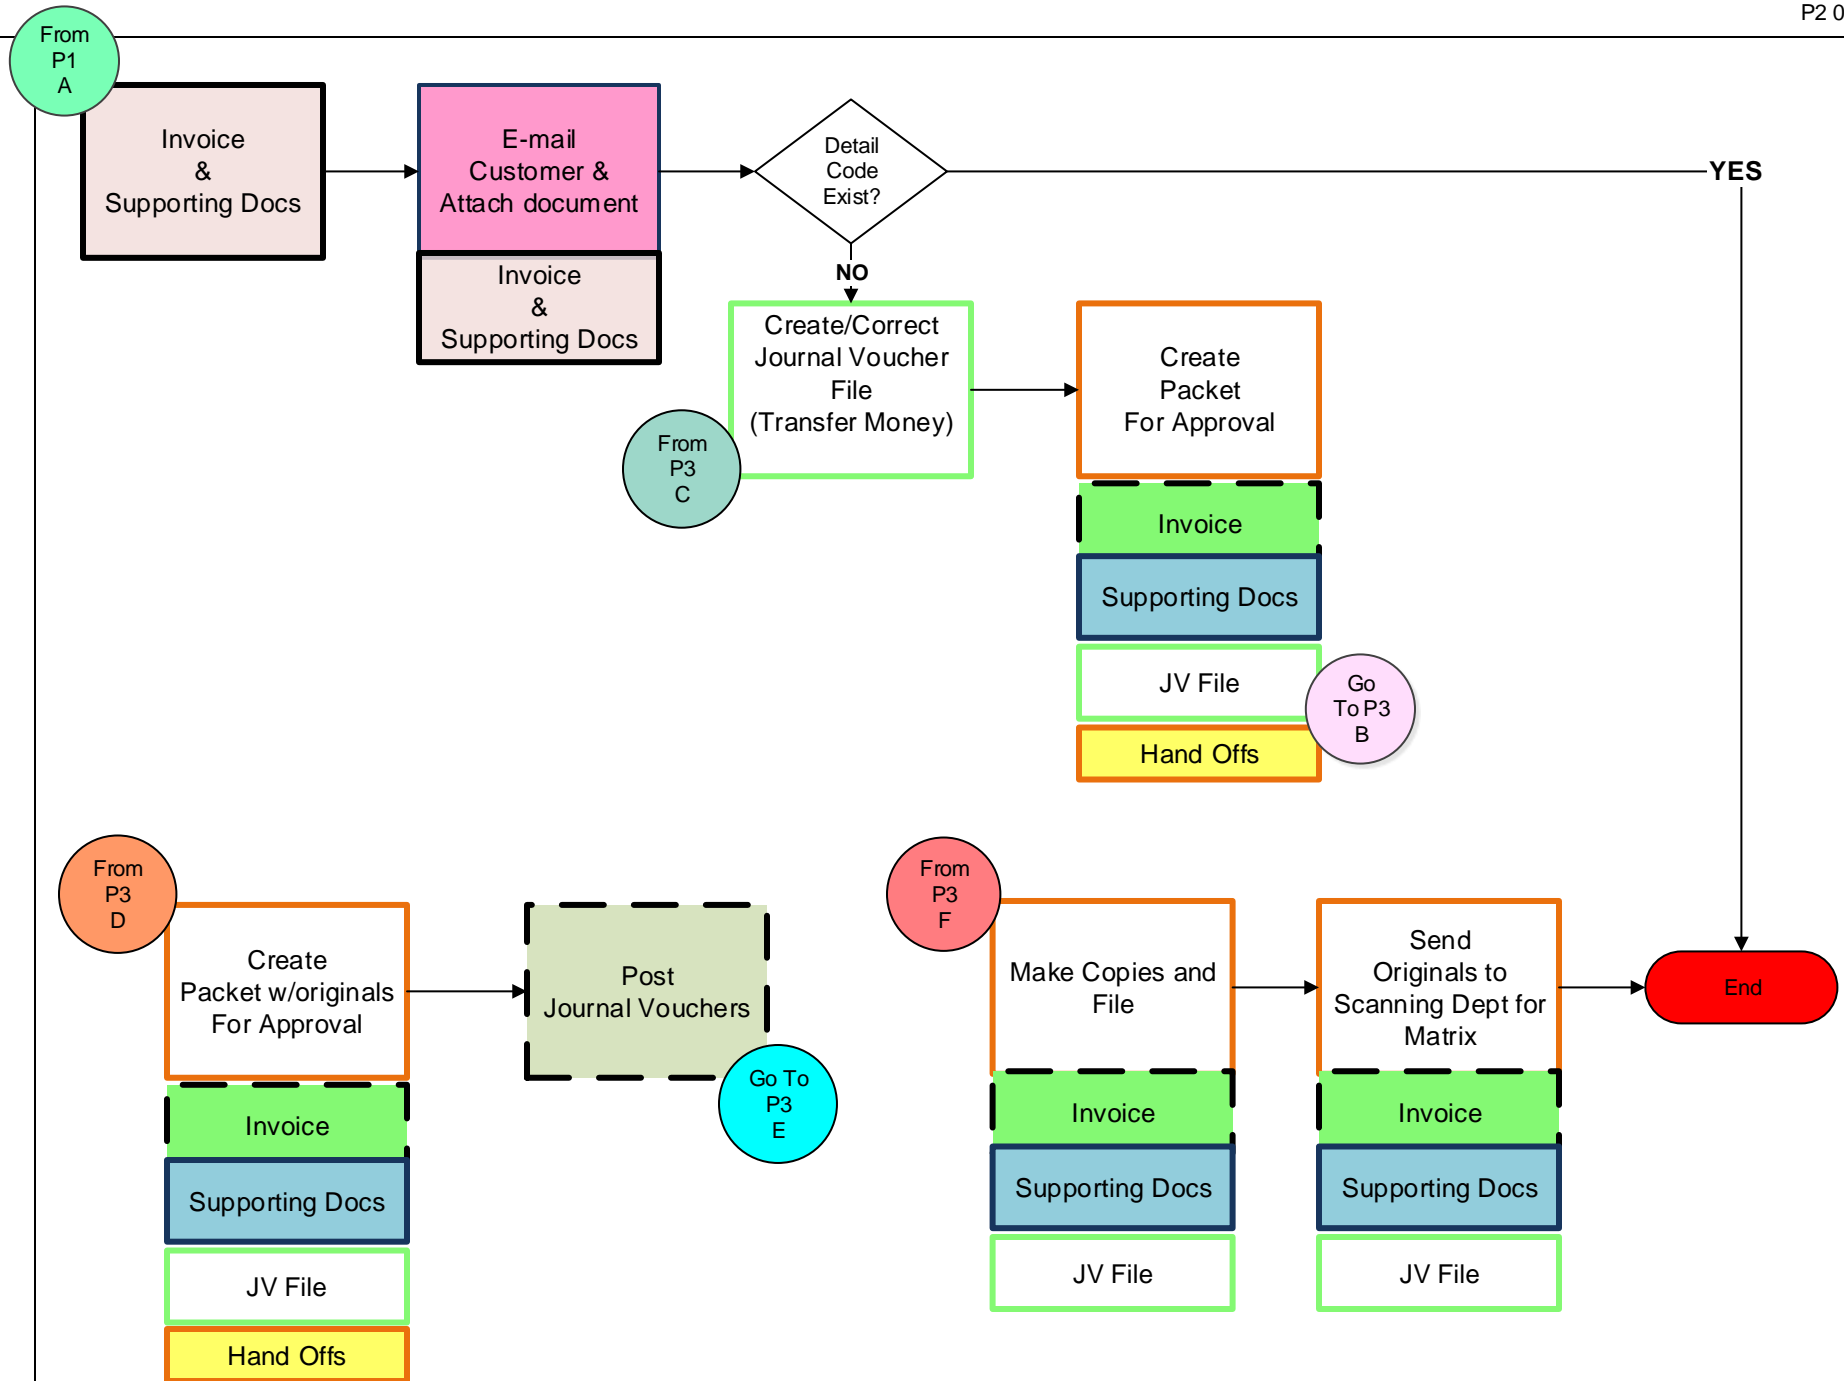 P2 0
From
P1
A
Invoice
&
Supporting Docs
E-mail
Customer &
Attach document
Invoice
&
Supporting Docs
Detail
Code
Exist?
YES
NO
Create/Correct
Journal Voucher
File
(Transfer Money)
From
P3
C
Create
Packet
For Approval
Invoice
Supporting Docs
JV File
Hand Offs
Go
To P3
B
From
P3
D
Create
Packet w/originals
For Approval
Invoice
Supporting Docs
JV File
Hand Offs
Post
Journal Vouchers
Go To
P3
E
From
P3
F
Make Copies and
File
Invoice
Supporting Docs
JV File
Send
Originals to
Scanning Dept for
Matrix
Invoice
Supporting Docs
JV File
End